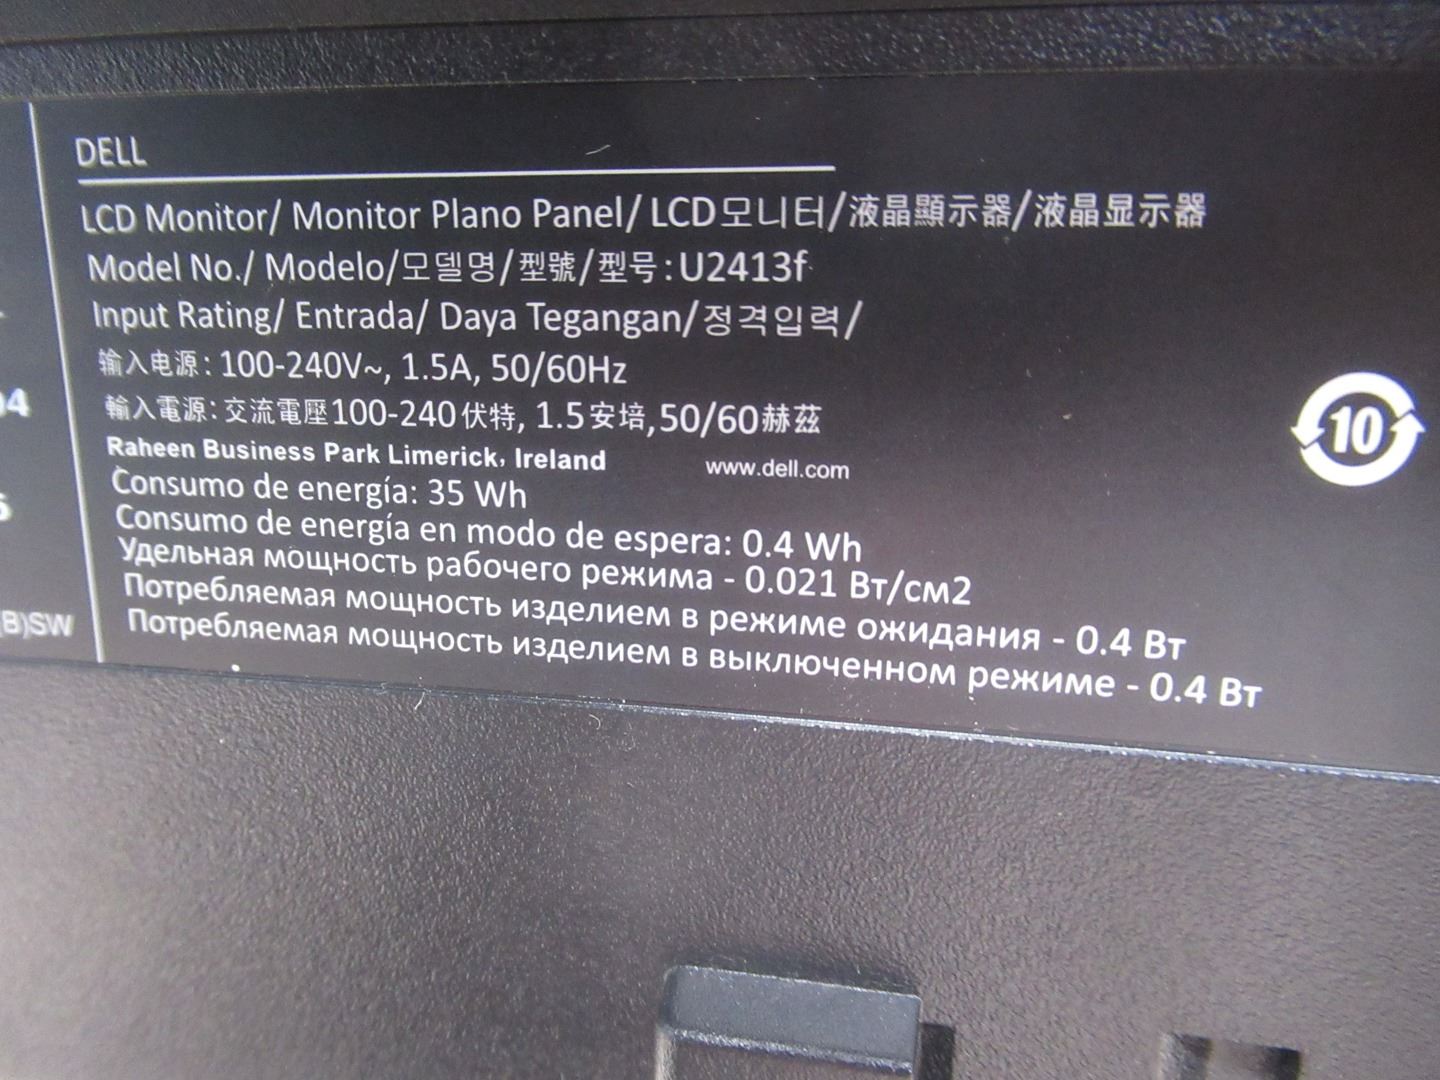 DELL
LCD Monitor/ Monitor Plano Panel/ LCD모니터/液晶顯示器/液晶显示器
Model No./ Modelo/모델명/型號/型号:U2413f
Input Rating/ Entrada/ Daya Tegangan/정격입력/
输入电源: 100-240V~, 1.5A, 50/60Hz
輸入電源: 交流電壓100-240伏特, 1.5安培,50/60赫茲
Raheen Business Park Limerick, Ireland www.dell.com
Consumo de energía: 35 Wh
Consumo de energía en modo de espera: 0.4 Wh
Удельная мощность рабочего режима - 0.021 Вт/см2
Потребляемая мощность изделием в режиме ожидания - 0.4 Вт
Потребляемая мощность изделием в выключенном режиме - 0.4 Вт
10
B)SW